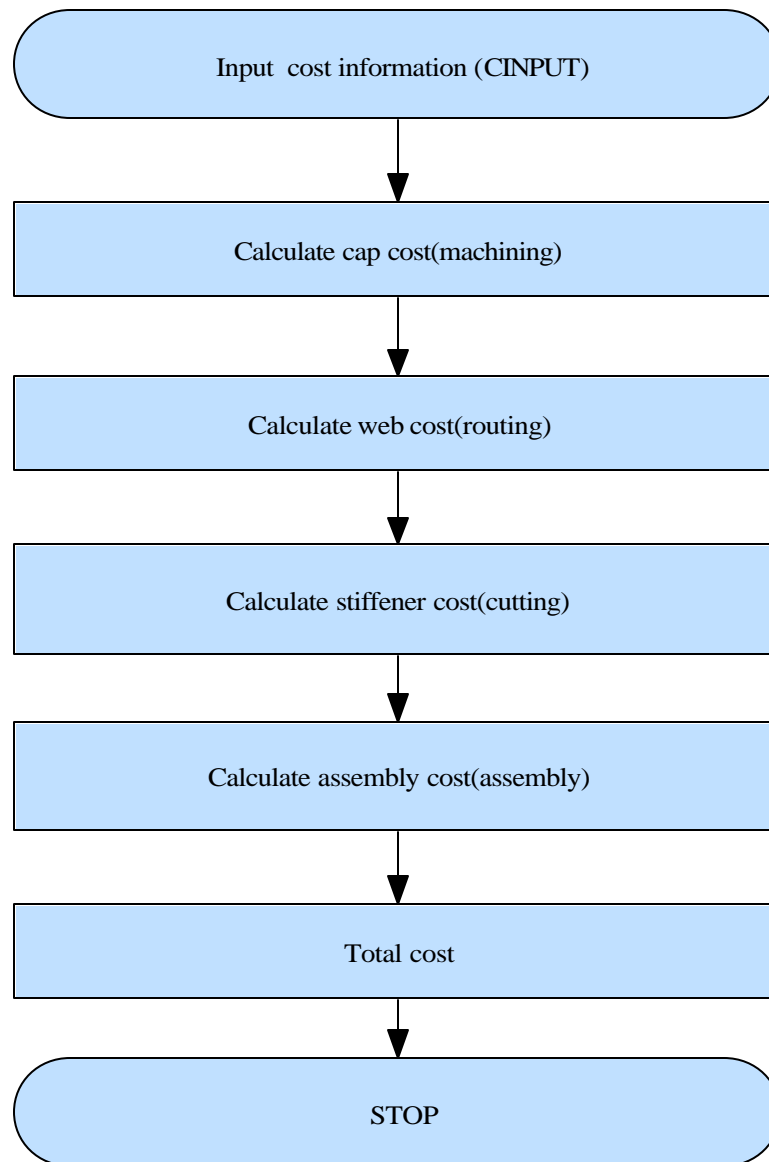 Input cost information (CINPUT)
Calculate cap cost(machining)
Calculate web cost(routing)
Calculate stiffener cost(cutting)
Calculate assembly cost(assembly)
Total cost
STOP